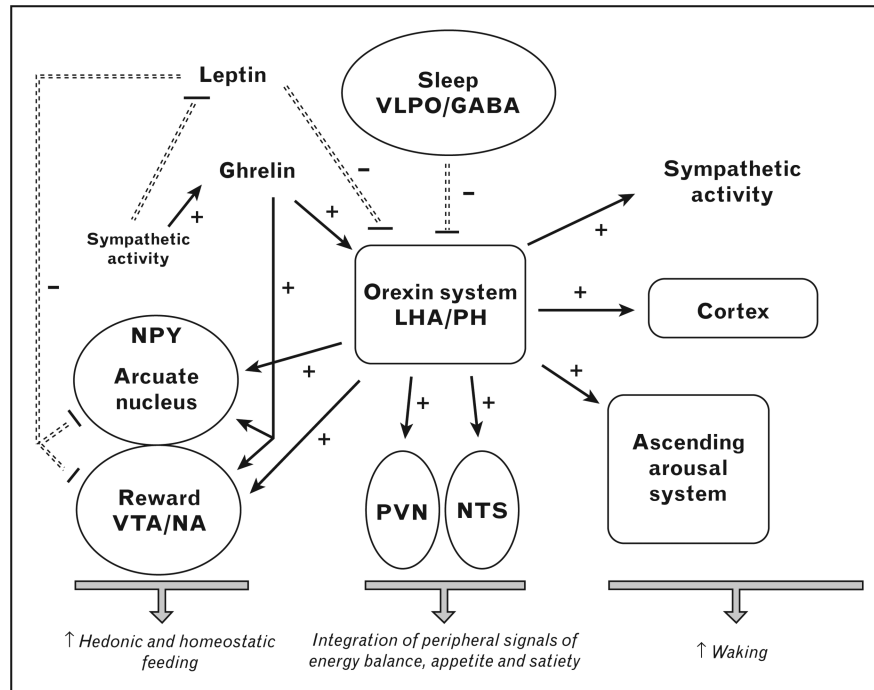 Leptin
Sleep
VLPO/GABA
–
–
Ghrelin
Sympathetic
activity
+
+
Sympathetic
activity
+
–
+
Orexin system
LHA/PH
+
Cortex
NPY
Arcuate
nucleus
+
+
+
+
+
Ascending
arousal
system
Reward
VTA/NA
PVN
NTS
↑ Hedonic and homeostatic
feeding
Integration of peripheral signals of
energy balance, appetite and satiety
↑ Waking